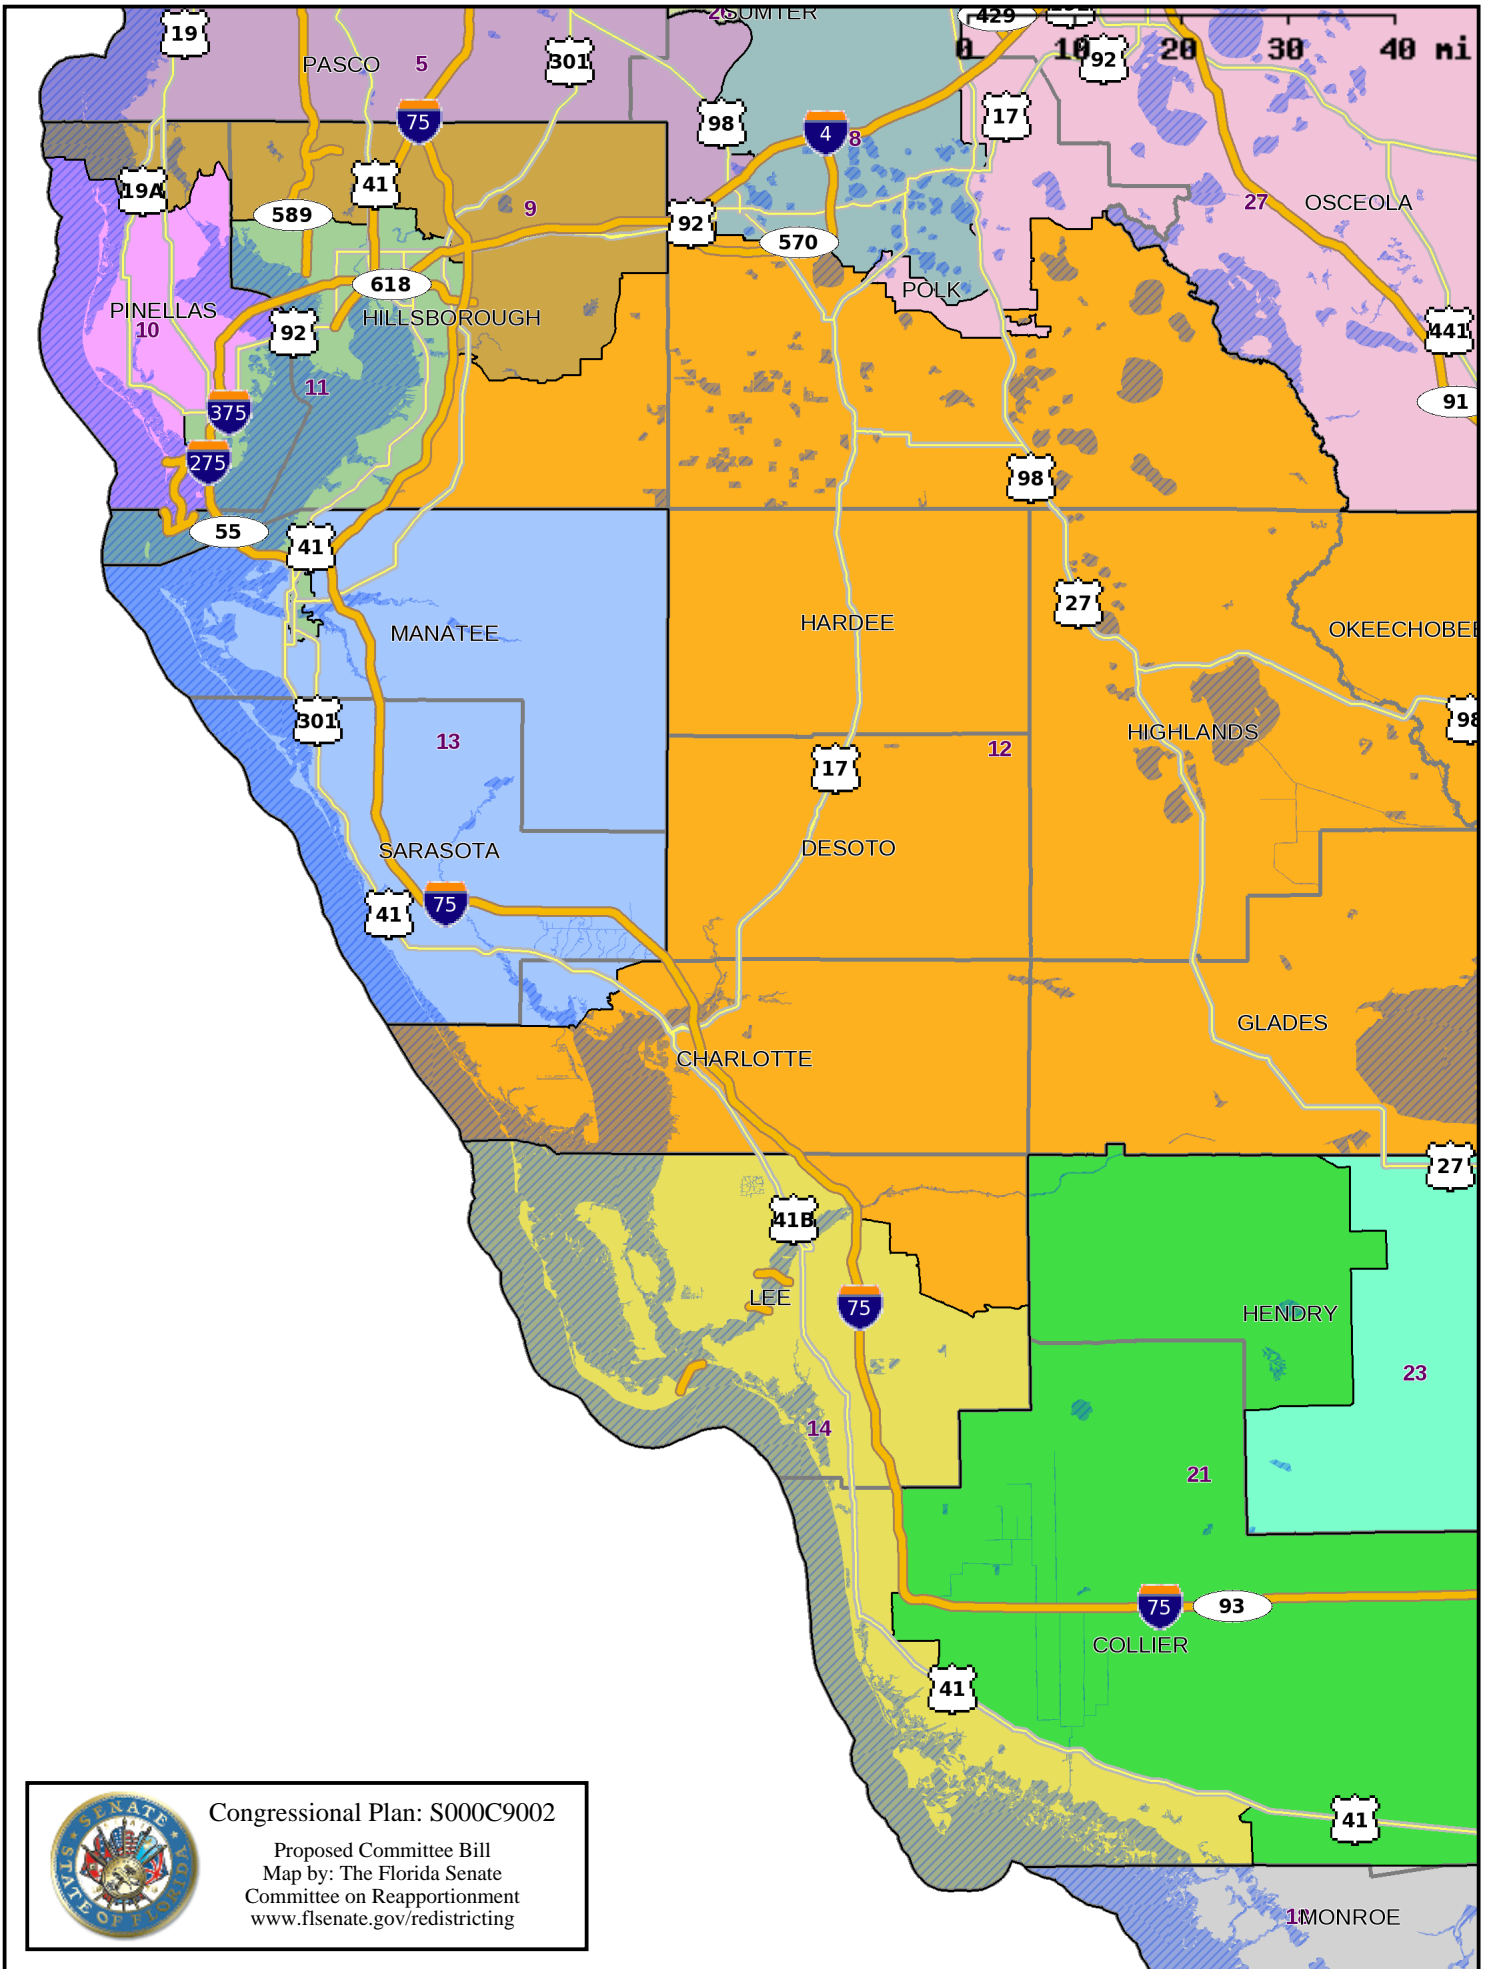 19
PASCO
5
301
SUMTER
429
0 10 20 30 40 mi
92
75
98
4
8
17
19A
41
589
9
92
570
27
OSCEOLA
618
PINELLAS
10
92
HILLSBOROUGH
POLK
441
11
375
91
275
98
55
41
27
MANATEE
HARDEE
OKEECHOBEE
301
13
12
HIGHLANDS
98
17
SARASOTA
DESOTO
75
41
GLADES
CHARLOTTE
27
41B
LEE
75
HENDRY
23
14
21
75
93
COLLIER
41
41
MONROE
SENATE
STATE OF FLORIDA
Congressional Plan: S000C9002
Proposed Committee Bill
Map by: The Florida Senate
Committee on Reapportionment
www.flsenate.gov/redistricting